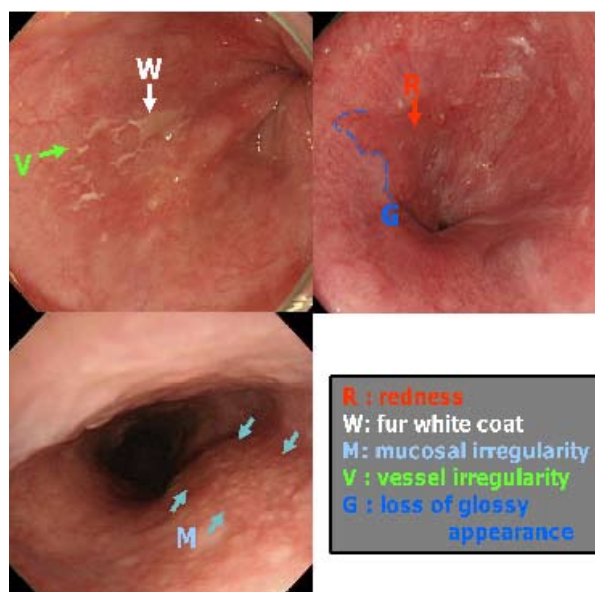 W
V
R
G
M
R : redness
W: fur white coat
M: mucosal irregularity
V : vessel irregularity
G : loss of glossy
appearance